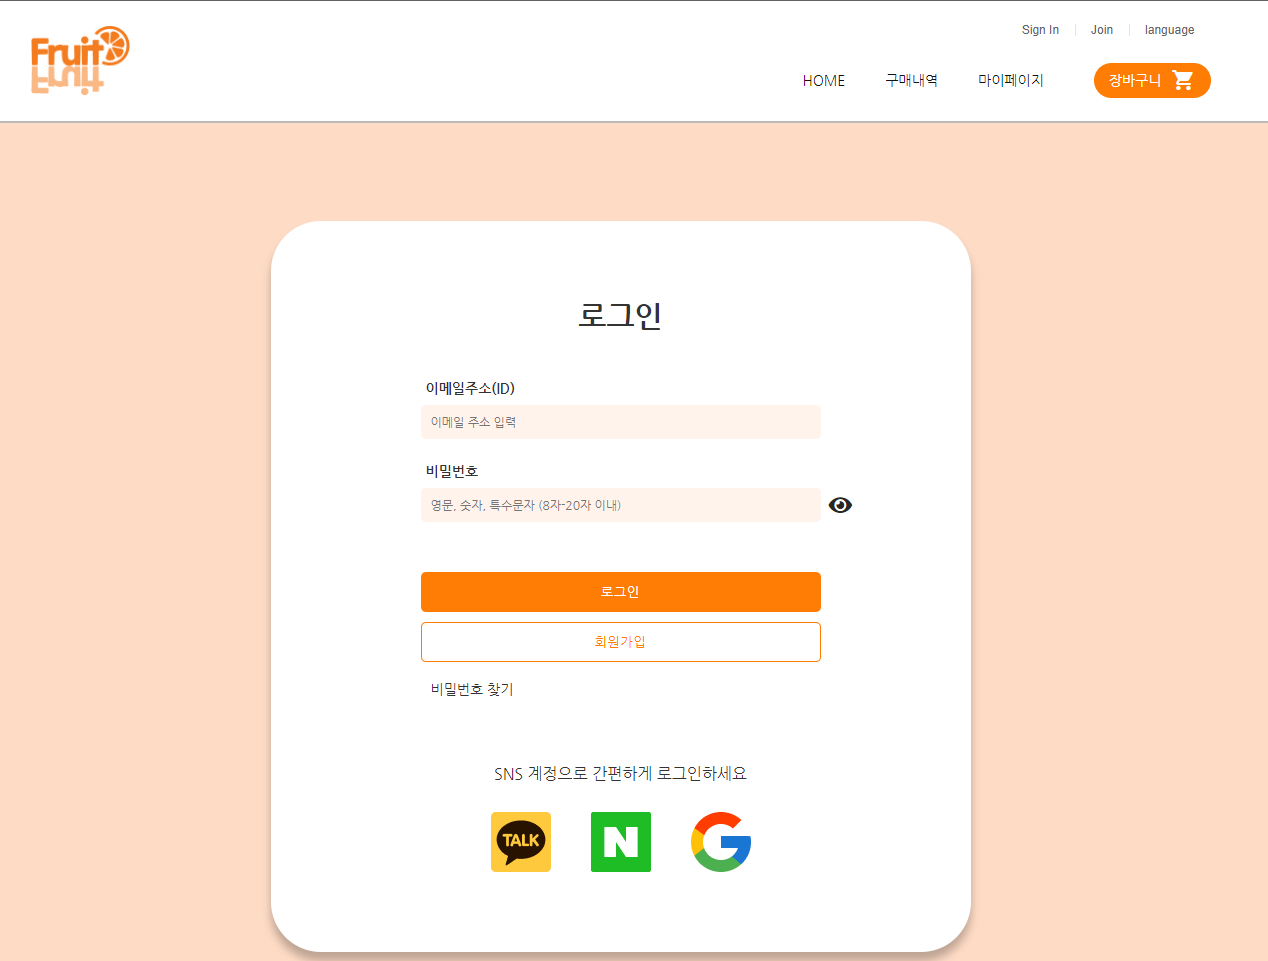 Fruit
Sign In
Join
language
HOME
구매내역
마이페이지
장바구니
로그인
이메일주소(ID)
이메일 주소 입력
비밀번호
영문, 숫자, 특수문자 (8자-20자 이내)
로그인
회원가입
비밀번호 찾기
SNS 계정으로 간편하게 로그인하세요
TALK
N
G